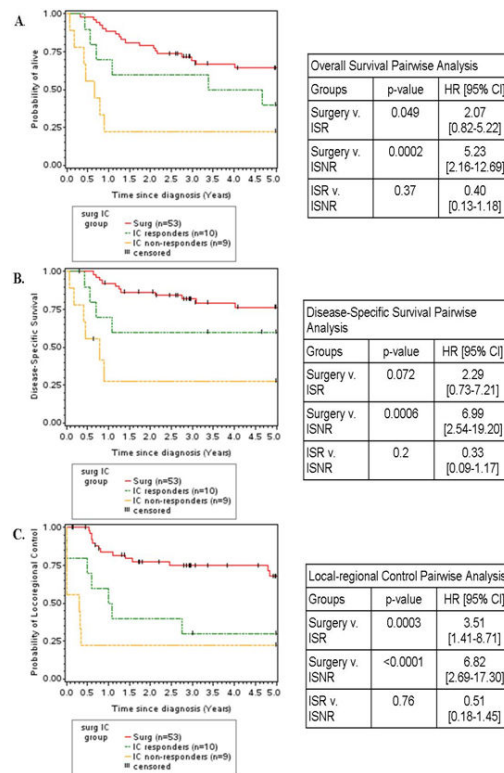 A.
Probability of alive
1.00
0.75
0.50
0.25
0.00
0.0 0.5 1.0 1.5 2.0 2.5 3.0 3.5 4.0 4.5 5.0
Time since diagnosis (Years)
surg IC
group
Surg (n=53)
IC responders (n=10)
IC non-responders (n=9)
censored
Overall Survival Pairwise Analysis
Groups p-value HR [95% CI]
Surgery v. ISR 0.049 2.07 [0.82-5.22]
Surgery v. ISNR 0.0002 5.23 [2.16-12.69]
ISR v. ISNR 0.37 0.40 [0.13-1.18]
B.
Disease-Specific Survival
1.00
0.75
0.50
0.25
0.00
0.0 0.5 1.0 1.5 2.0 2.5 3.0 3.5 4.0 4.5 5.0
Time since diagnosis (Years)
surg IC
group
Surg (n=53)
IC responders (n=10)
IC non-responders (n=9)
censored
Disease-Specific Survival Pairwise
Analysis
Groups p-value HR [95% CI]
Surgery v. ISR 0.072 2.29 [0.73-7.21]
Surgery v. ISNR 0.0006 6.99 [2.54-19.20]
ISR v. ISNR 0.2 0.33 [0.09-1.17]
C.
Probability of Locoregional Control
1.00
0.75
0.50
0.25
0.00
0.0 0.5 1.0 1.5 2.0 2.5 3.0 3.5 4.0 4.5 5.0
Time since diagnosis (Years)
surg IC
group
Surg (n=53)
IC responders (n=10)
IC non-responders (n=9)
censored
Local-regional Control Pairwise Analysis
Groups p-value HR [95% CI]
Surgery v. ISR 0.0003 3.51 [1.41-8.71]
Surgery v. ISNR <0.0001 6.82 [2.69-17.30]
ISR v. ISNR 0.76 0.51 [0.18-1.45]